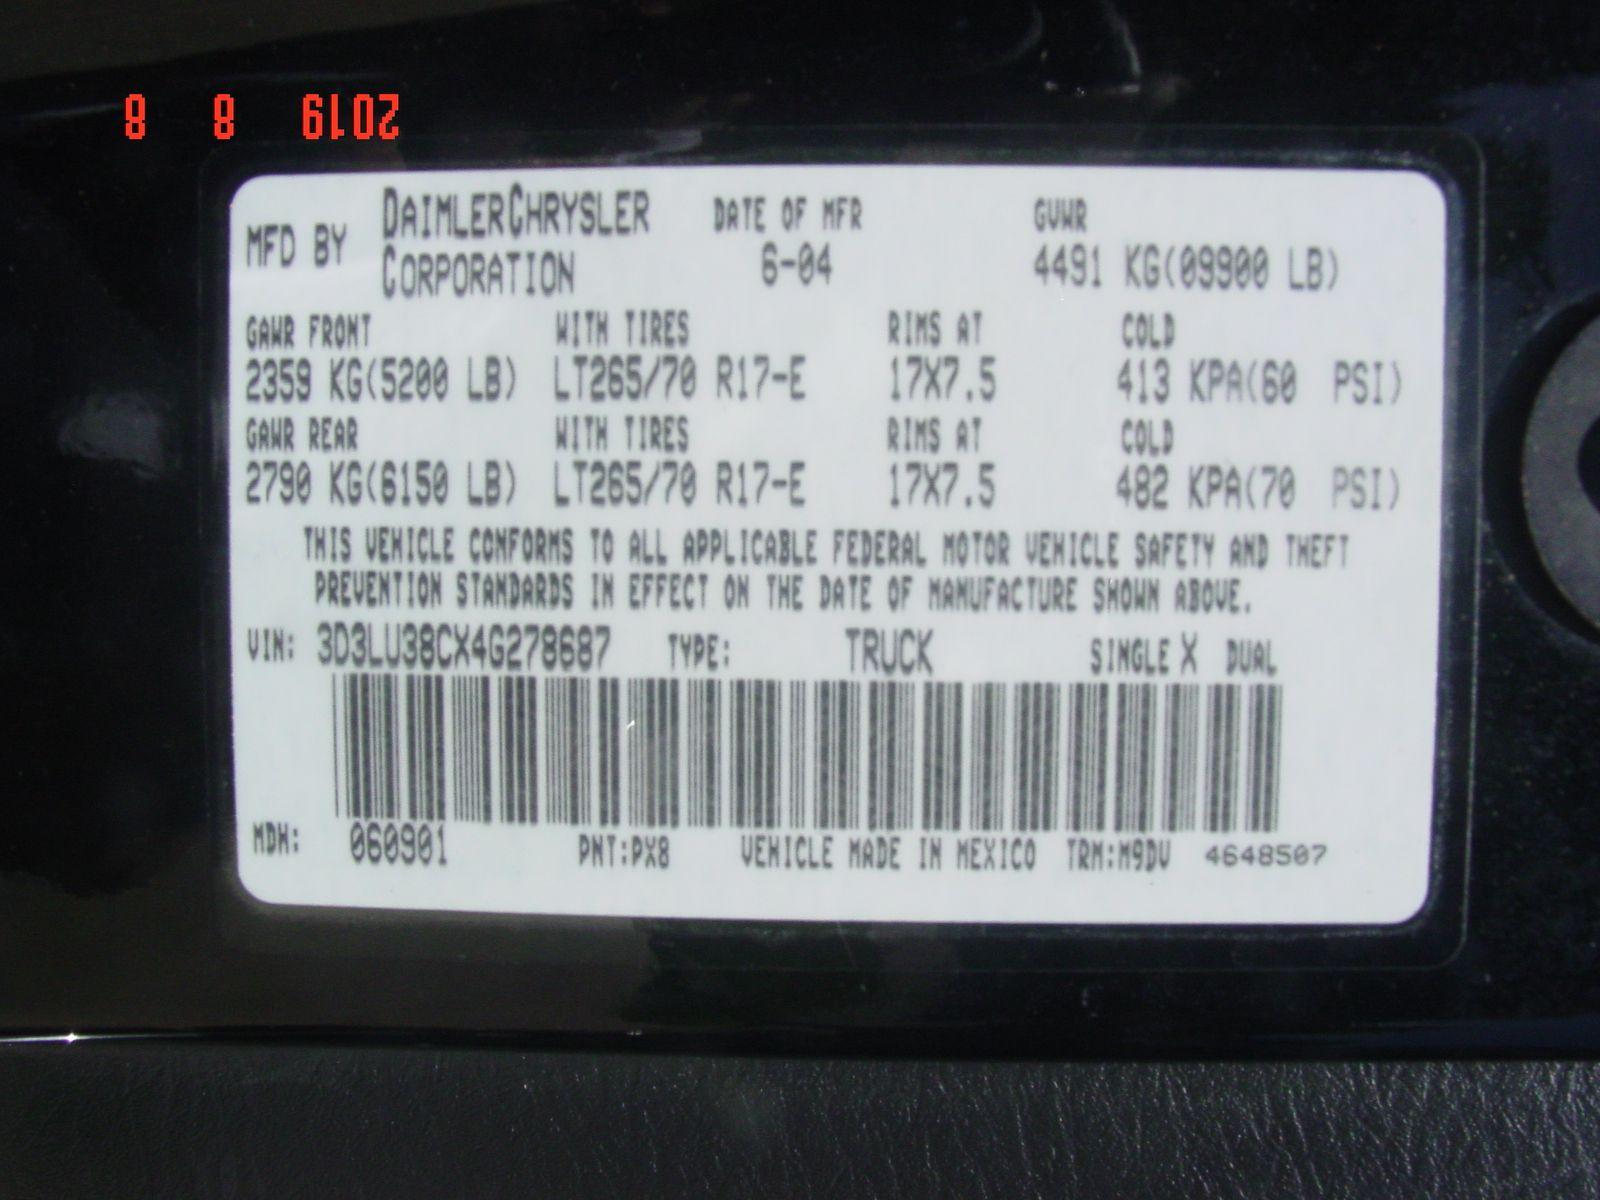 2019 8 8
MFD BY DAIMLERCHRYSLER CORPORATION DATE OF MFR 6-04 GVWR 4491 KG(09900 LB)
GAWR FRONT WITH TIRES RIMS AT COLD
2359 KG(5200 LB) LT265/70 R17-E 17X7.5 413 KPA(60 PSI)
GAWR REAR WITH TIRES RIMS AT COLD
2790 KG(6150 LB) LT265/70 R17-E 17X7.5 482 KPA(70 PSI)
THIS VEHICLE CONFORMS TO ALL APPLICABLE FEDERAL MOTOR VEHICLE SAFETY AND THEFT
PREVENTION STANDARDS IN EFFECT ON THE DATE OF MANUFACTURE SHOWN ABOVE.
VIN: 3D3LU38CX4G278687 TYPE: TRUCK SINGLE X DUAL
MDH: 060901 PNT:PX8 VEHICLE MADE IN MEXICO TRM:M9DV 4648507